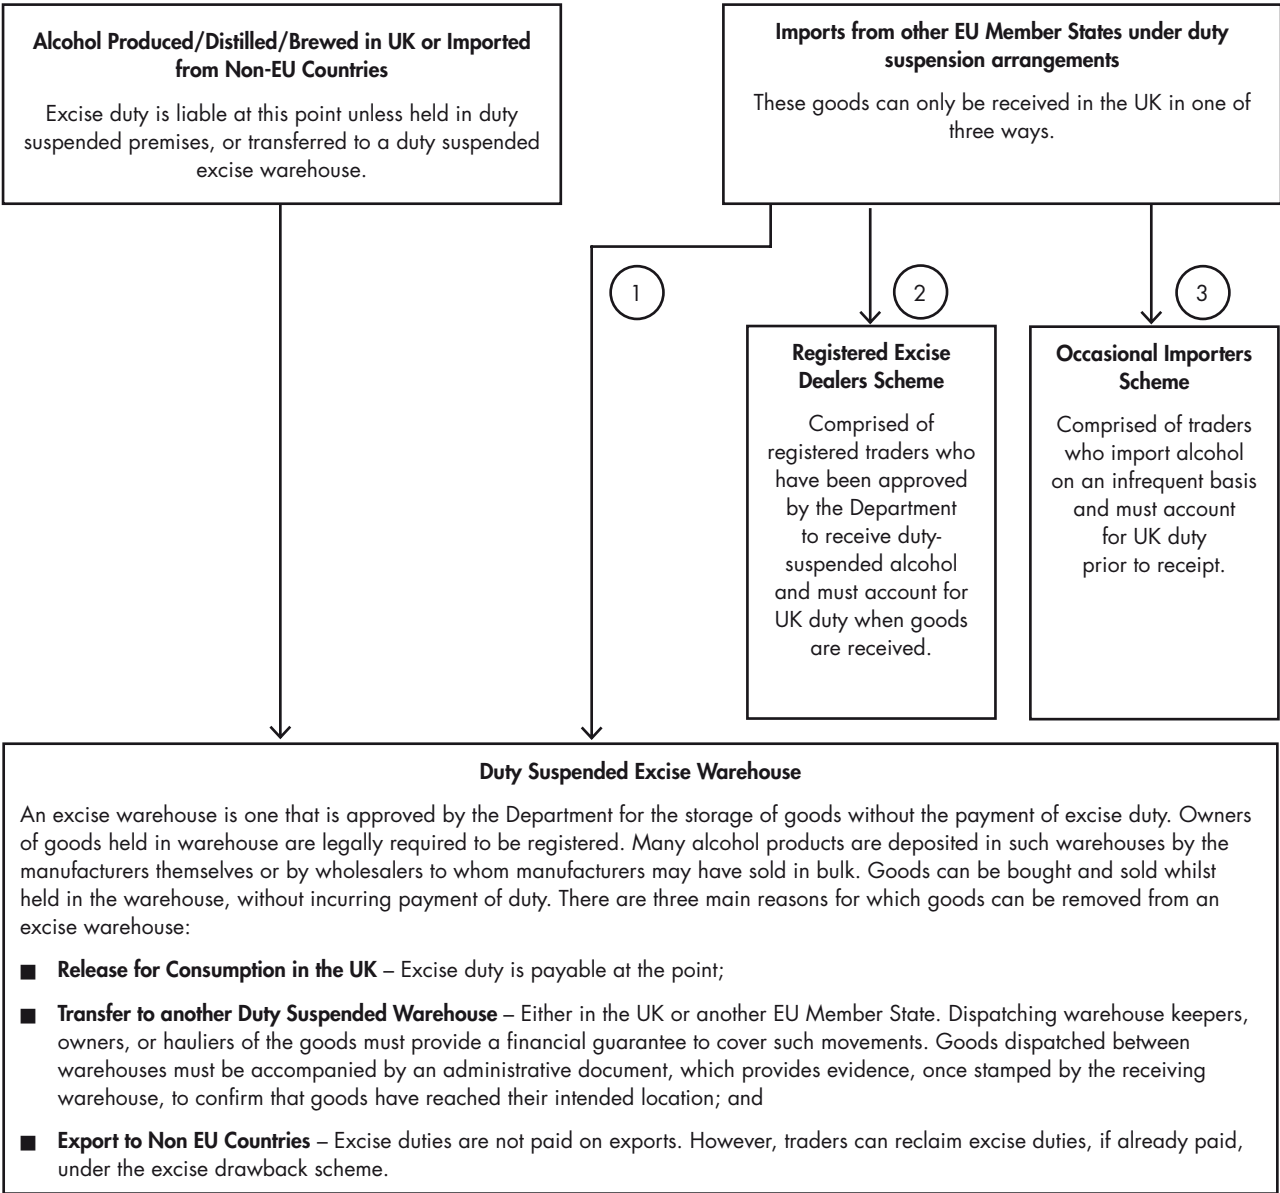 Alcohol Produced/Distilled/Brewed in UK or Imported
from Non-EU Countries
Excise duty is liable at this point unless held in duty
suspended premises, or transferred to a duty suspended
excise warehouse.
Imports from other EU Member States under duty
suspension arrangements
These goods can only be received in the UK in one of
three ways.
1
2
3
Registered Excise
Dealers Scheme
Comprised of
registered traders who
have been approved
by the Department
to receive duty-
suspended alcohol
and must account for
UK duty when goods
are received.
Occasional Importers
Scheme
Comprised of traders
who import alcohol
on an infrequent basis
and must account
for UK duty
prior to receipt.
Duty Suspended Excise Warehouse
An excise warehouse is one that is approved by the Department for the storage of goods without the payment of excise duty. Owners
of goods held in warehouse are legally required to be registered. Many alcohol products are deposited in such warehouses by the
manufacturers themselves or by wholesalers to whom manufacturers may have sold in bulk. Goods can be bought and sold whilst
held in the warehouse, without incurring payment of duty. There are three main reasons for which goods can be removed from an
excise warehouse:
■ Release for Consumption in the UK – Excise duty is payable at the point;
■ Transfer to another Duty Suspended Warehouse – Either in the UK or another EU Member State. Dispatching warehouse keepers,
owners, or hauliers of the goods must provide a financial guarantee to cover such movements. Goods dispatched between
warehouses must be accompanied by an administrative document, which provides evidence, once stamped by the receiving
warehouse, to confirm that goods have reached their intended location; and
■ Export to Non EU Countries – Excise duties are not paid on exports. However, traders can reclaim excise duties, if already paid,
under the excise drawback scheme.